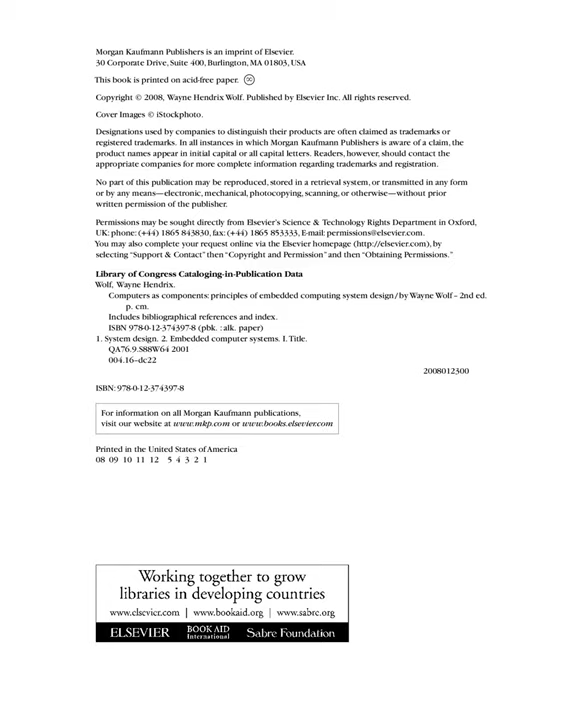 Morgan Kaufmann Publishers is an imprint of Elsevier.
30 Corporate Drive, Suite 400, Burlington, MA 01803, USA
This book is printed on acid-free paper. ♾
Copyright © 2008, Wayne Hendrix Wolf. Published by Elsevier Inc. All rights reserved.
Cover Images © iStockphoto.
Designations used by companies to distinguish their products are often claimed as trademarks or
registered trademarks. In all instances in which Morgan Kaufmann Publishers is aware of a claim, the
product names appear in initial capital or all capital letters. Readers, however, should contact the
appropriate companies for more complete information regarding trademarks and registration.
No part of this publication may be reproduced, stored in a retrieval system, or transmitted in any form
or by any means—electronic, mechanical, photocopying, scanning, or otherwise—without prior
written permission of the publisher.
Permissions may be sought directly from Elsevier's Science & Technology Rights Department in Oxford,
UK: phone: (+44) 1865 843830, fax: (+44) 1865 853333, E-mail: permissions@elsevier.com.
You may also complete your request online via the Elsevier homepage (http://elsevier.com), by
selecting "Support & Contact" then "Copyright and Permission" and then "Obtaining Permissions."
Library of Congress Cataloging-in-Publication Data
Wolf, Wayne Hendrix.
Computers as components: principles of embedded computing system design / by Wayne Wolf – 2nd ed.
p. cm.
Includes bibliographical references and index.
ISBN 978-0-12-374397-8 (pbk. : alk. paper)
1. System design. 2. Embedded computer systems. I. Title.
QA76.9.S88W64 2001
004.16–dc22
2008012300
ISBN: 978-0-12-374397-8
For information on all Morgan Kaufmann publications,
visit our website at www.mkp.com or www.books.elsevier.com
Printed in the United States of America
08 09 10 11 12 5 4 3 2 1
Working together to grow
libraries in developing countries
www.elsevier.com | www.bookaid.org | www.sabre.org
ELSEVIER BOOK AID International Sabre Foundation